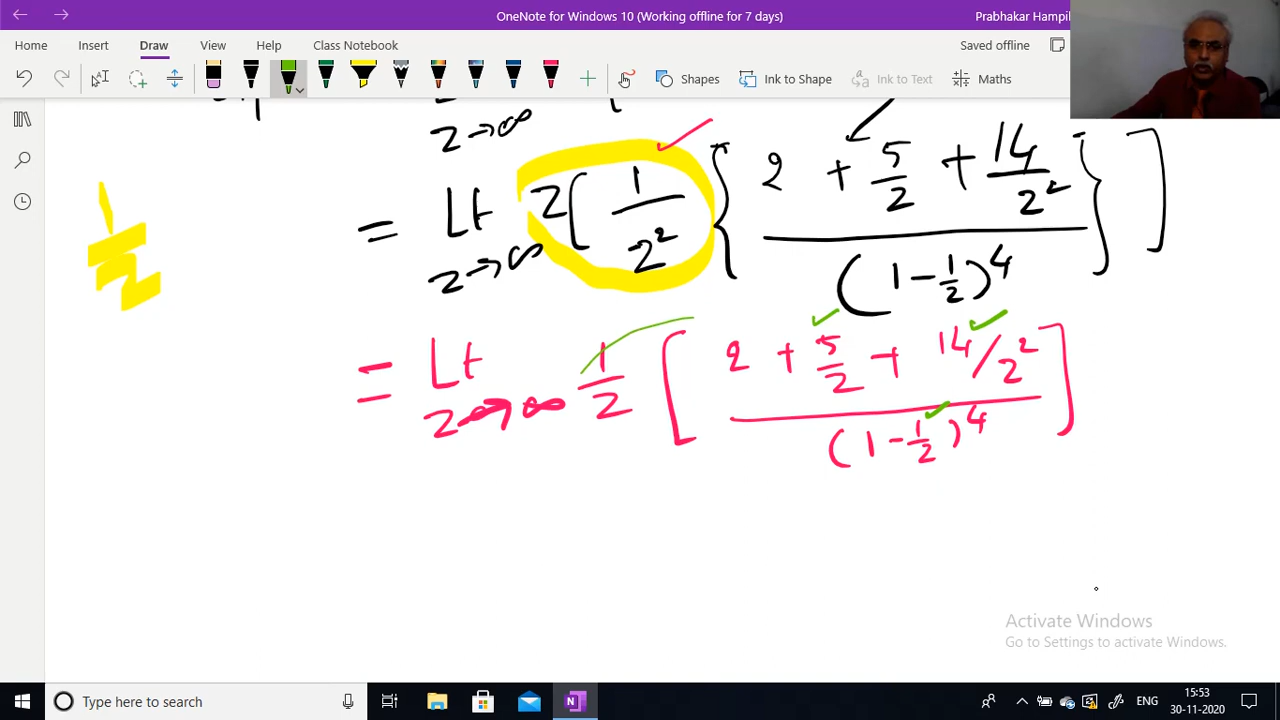 OneNote for Windows 10 (Working offline for 7 days)
Prabhakar Hampil
Home Insert Draw View Help Class Notebook
Saved offline
Shapes Ink to Shape Ink to Text Maths
z→∞
= Lt z→∞ z[ 1/z² { 2 + 5/z + 14/z² / (1-1/z)^4 } ]
1/z
= Lt z→∞ 1/z [ 2 + 5/z + 14/z² / (1-1/z)^4 ]
Activate Windows
Go to Settings to activate Windows.
Type here to search
ENG
15:53
30-11-2020